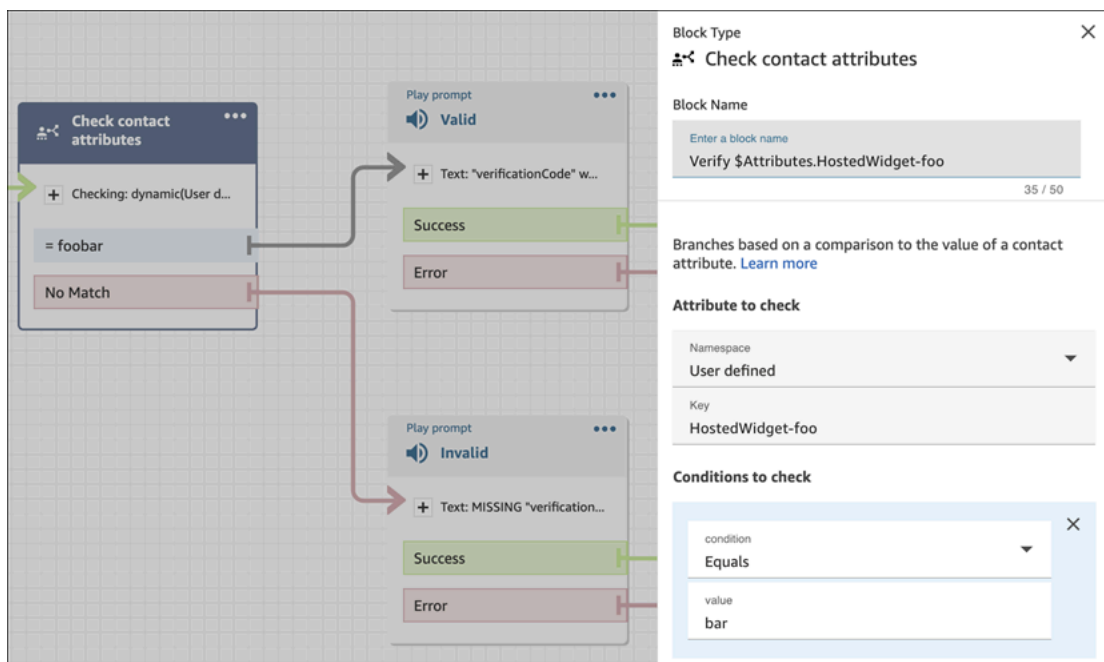 Check contact
attributes
Checking: dynamic(User d...
= foobar
No Match
Play prompt
Valid
Text: "verificationCode" w...
Success
Error
Play prompt
Invalid
Text: MISSING "verification...
Success
Error
Block Type
Check contact attributes
Block Name
Enter a block name
Verify $Attributes.HostedWidget-foo
35 / 50
Branches based on a comparison to the value of a contact
attribute. Learn more
Attribute to check
Namespace
User defined
Key
HostedWidget-foo
Conditions to check
condition
Equals
value
bar